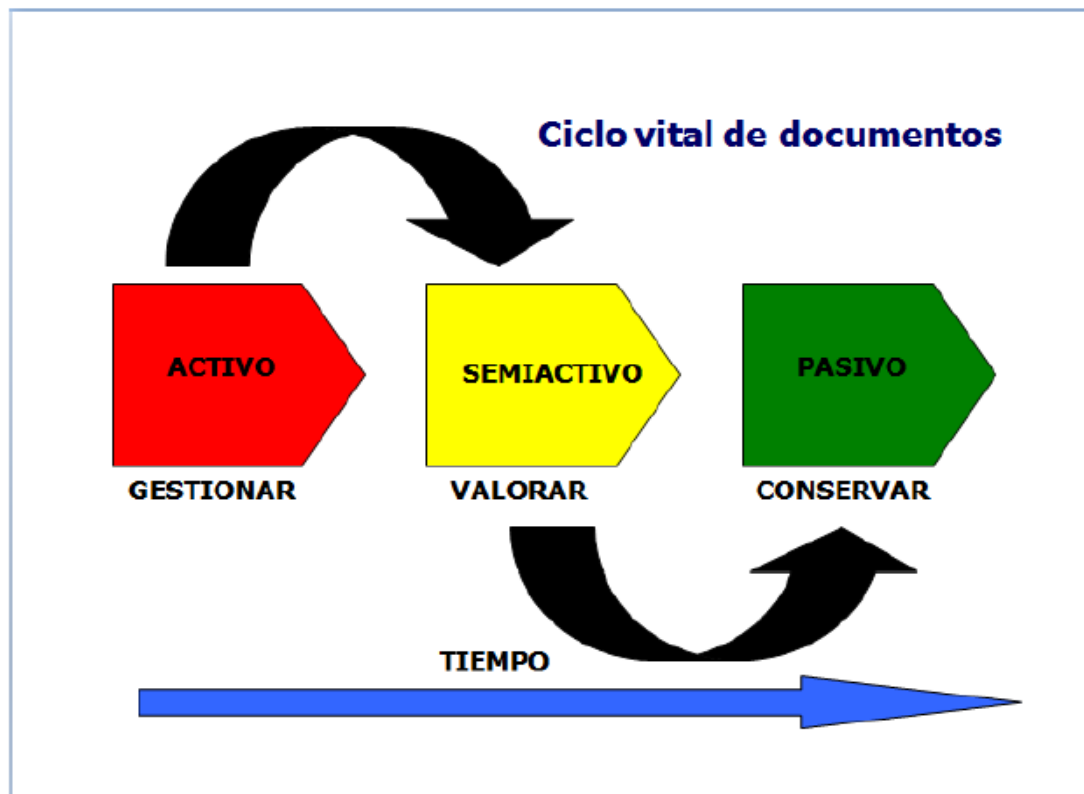 Ciclo vital de documentos
ACTIVO
SEMIACTIVO
PASIVO
GESTIONAR
VALORAR
CONSERVAR
TIEMPO